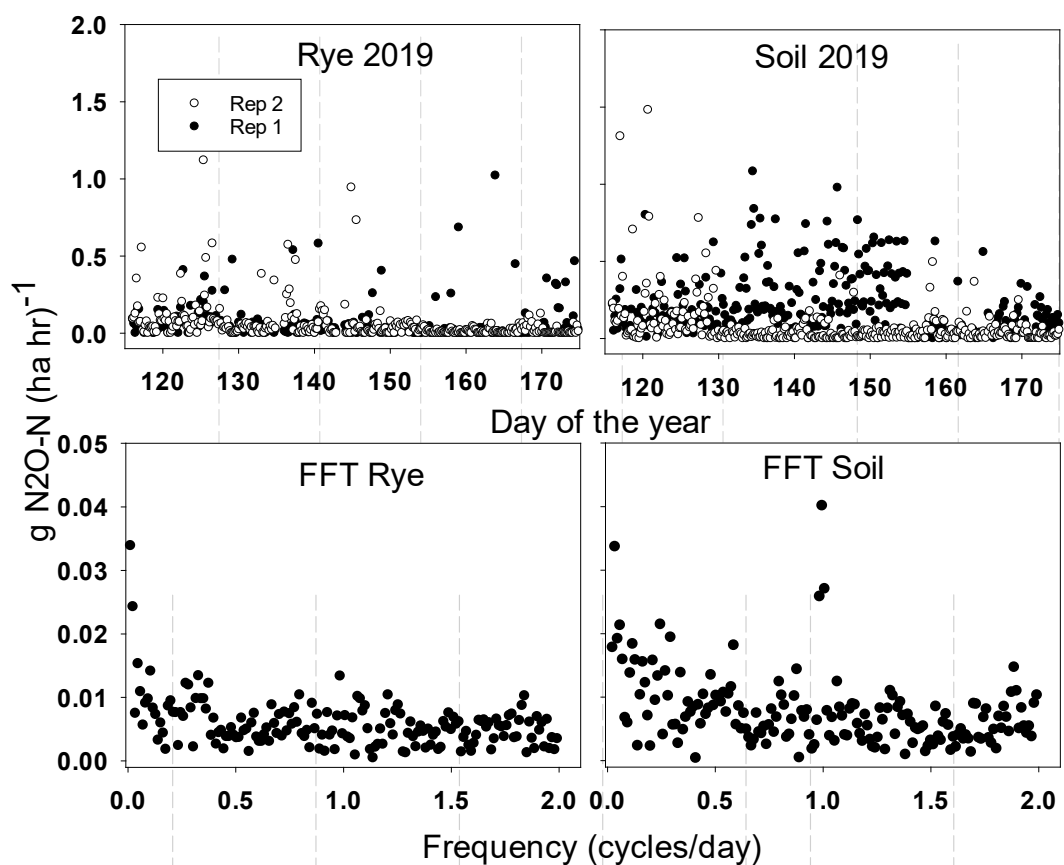 2.0
Rye 2019
Soil 2019
1.5
Rep 2
Rep 1
1.0
0.5
0.0
120 130 140 150 160 170
120 130 140 150 160 170
Day of the year
g N2O-N (ha hr)^-1
0.05
FFT Rye
FFT Soil
0.04
0.03
0.02
0.01
0.00
0.0 0.5 1.0 1.5 2.0
0.0 0.5 1.0 1.5 2.0
Frequency (cycles/day)